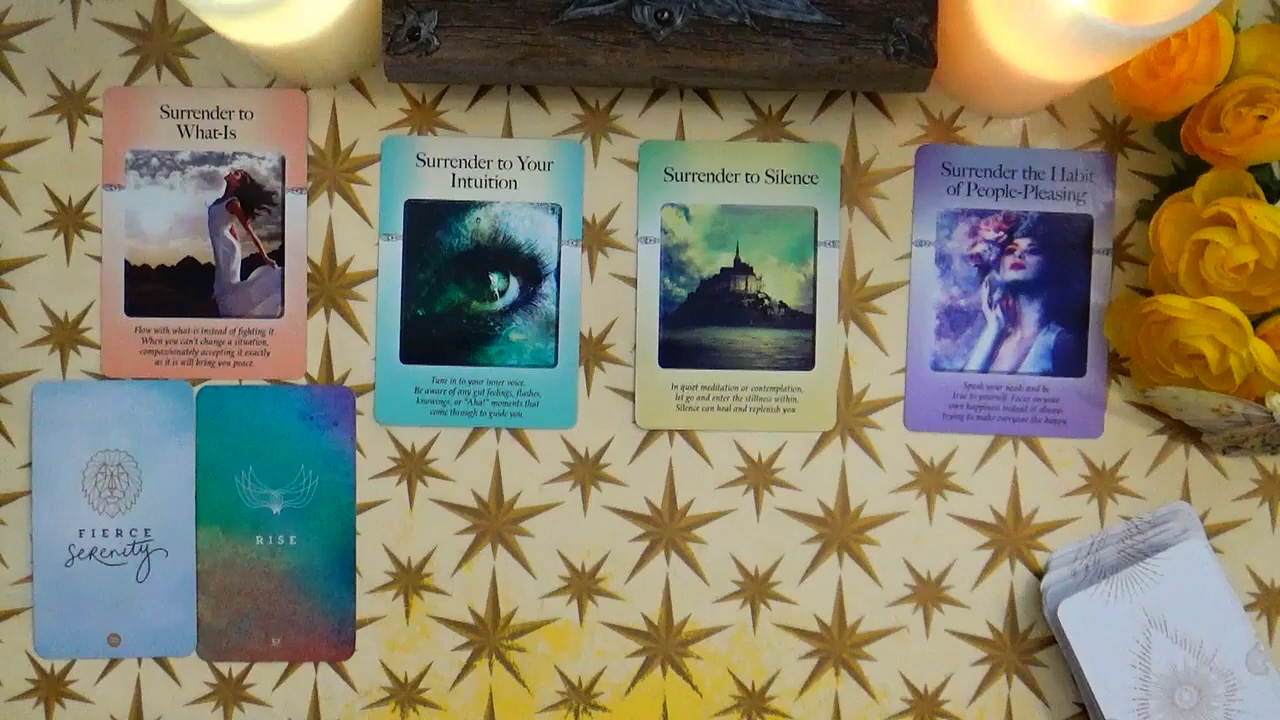 Surrender to
What-Is
Flow with what-is instead of fighting it.
When you can't change a situation,
compassionately accepting it exactly
as it is will bring you peace.
Surrender to Your
Intuition
Tune in to your inner voice.
Be aware of any gut feelings, flashes,
knowings, or "Aha!" moments that
come through to guide you.
Surrender to Silence
In quiet meditation or contemplation,
let go and enter the stillness within.
Silence can heal and replenish you.
Surrender the Habit
of People-Pleasing
Speak your needs and be
true to yourself. Focus on your
own happiness instead of always
trying to make everyone else happy.
FIERCE
serenity
RISE